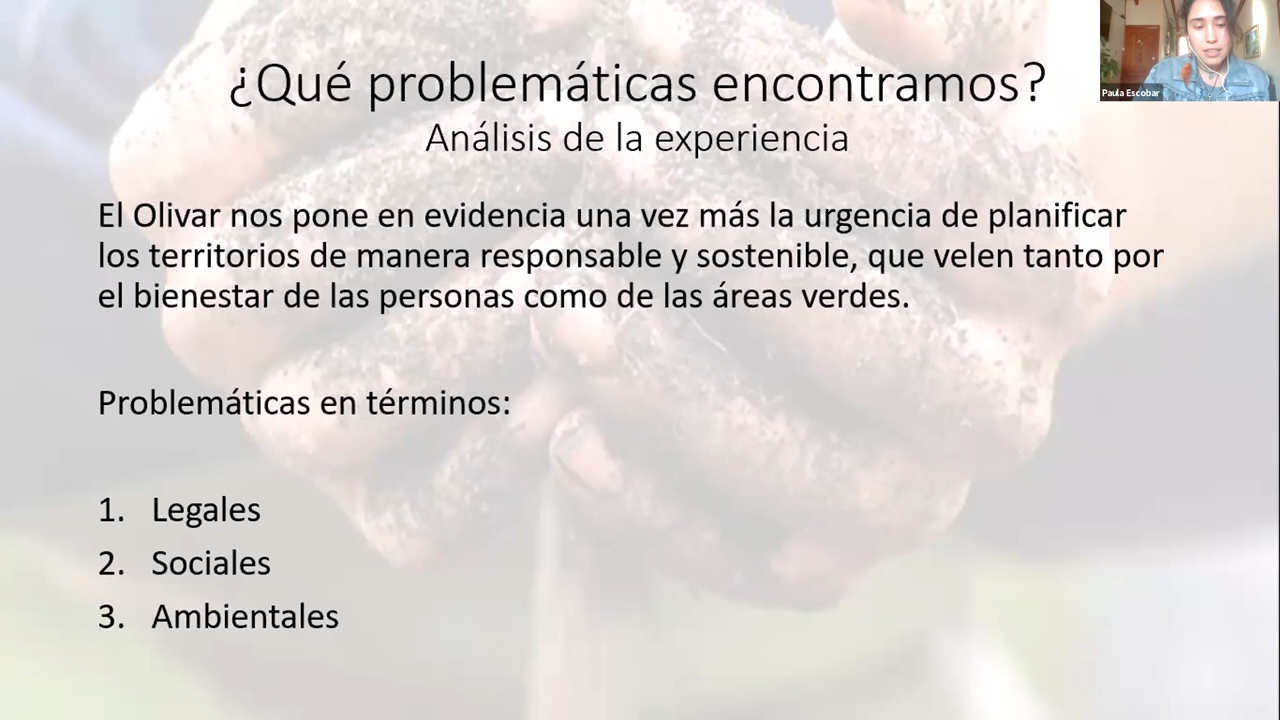 ¿Qué problemáticas encontramos?
Análisis de la experiencia
Paula Escobar
El Olivar nos pone en evidencia una vez más la urgencia de planificar
los territorios de manera responsable y sostenible, que velen tanto por
el bienestar de las personas como de las áreas verdes.
Problemáticas en términos:
1. Legales
2. Sociales
3. Ambientales